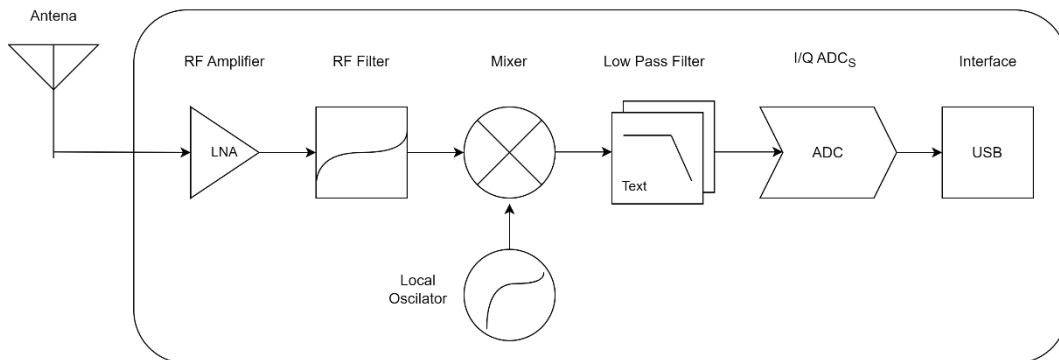 Antena
RF Amplifier
RF Filter
Mixer
Low Pass Filter
I/Q ADCS
Interface
LNA
Text
ADC
USB
Local
Oscilator